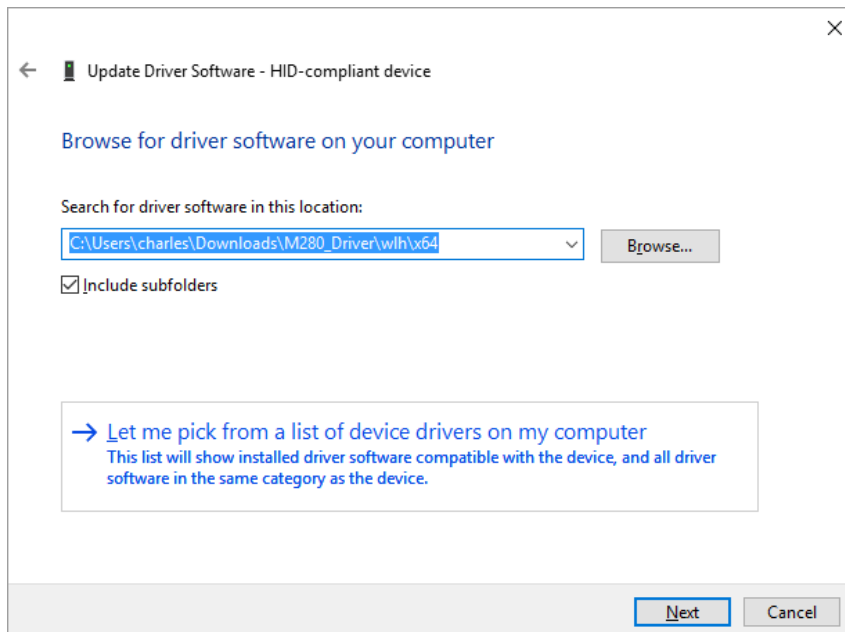 Update Driver Software - HID-compliant device
Browse for driver software on your computer
Search for driver software in this location:
C:\Users\charles\Downloads\M280_Driver\wlh\x64
Browse...
Include subfolders
Let me pick from a list of device drivers on my computer
This list will show installed driver software compatible with the device, and all driver
software in the same category as the device.
Next
Cancel